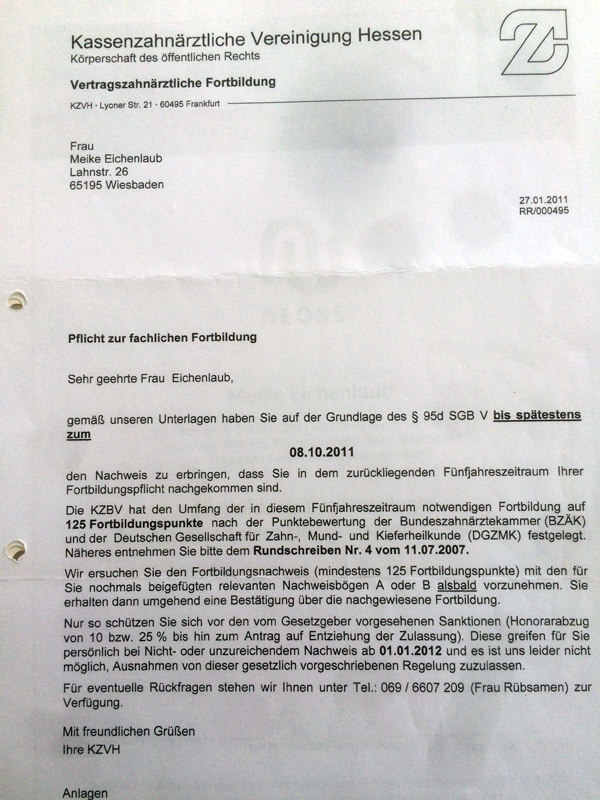 Kassenzahnärztliche Vereinigung Hessen
Körperschaft des öffentlichen Rechts
Vertragszahnärztliche Fortbildung
KZVH · Lyoner Str. 21 · 60495 Frankfurt
Frau
Meike Eichenlaub
Lahnstr. 26
65195 Wiesbaden
27.01.2011
RR/000495
Pflicht zur fachlichen Fortbildung
Sehr geehrte Frau Eichenlaub,
gemäß unseren Unterlagen haben Sie auf der Grundlage des § 95d SGB V bis spätestens
zum
08.10.2011
den Nachweis zu erbringen, dass Sie in dem zurückliegenden Fünfjahreszeitraum Ihrer
Fortbildungspflicht nachgekommen sind.
Die KZBV hat den Umfang der in diesem Fünfjahreszeitraum notwendigen Fortbildung auf
125 Fortbildungspunkte nach der Punktebewertung der Bundeszahnärztekammer (BZÄK)
und der Deutschen Gesellschaft für Zahn-, Mund- und Kieferheilkunde (DGZMK) festgelegt.
Näheres entnehmen Sie bitte dem Rundschreiben Nr. 4 vom 11.07.2007.
Wir ersuchen Sie den Fortbildungsnachweis (mindestens 125 Fortbildungspunkte) mit den für
Sie nochmals beigefügten relevanten Nachweisbögen A oder B alsbald vorzunehmen. Sie
erhalten dann umgehend eine Bestätigung über die nachgewiesene Fortbildung.
Nur so schützen Sie sich vor den vom Gesetzgeber vorgesehenen Sanktionen (Honorarabzug
von 10 bzw. 25 % bis hin zum Antrag auf Entziehung der Zulassung). Diese greifen für Sie
persönlich bei Nicht- oder unzureichendem Nachweis ab 01.01.2012 und es ist uns leider nicht
möglich, Ausnahmen von dieser gesetzlich vorgeschriebenen Regelung zuzulassen.
Für eventuelle Rückfragen stehen wir Ihnen unter Tel.: 069 / 6607 209 (Frau Rübsamen) zur
Verfügung.
Mit freundlichen Grüßen
Ihre KZVH
Anlagen